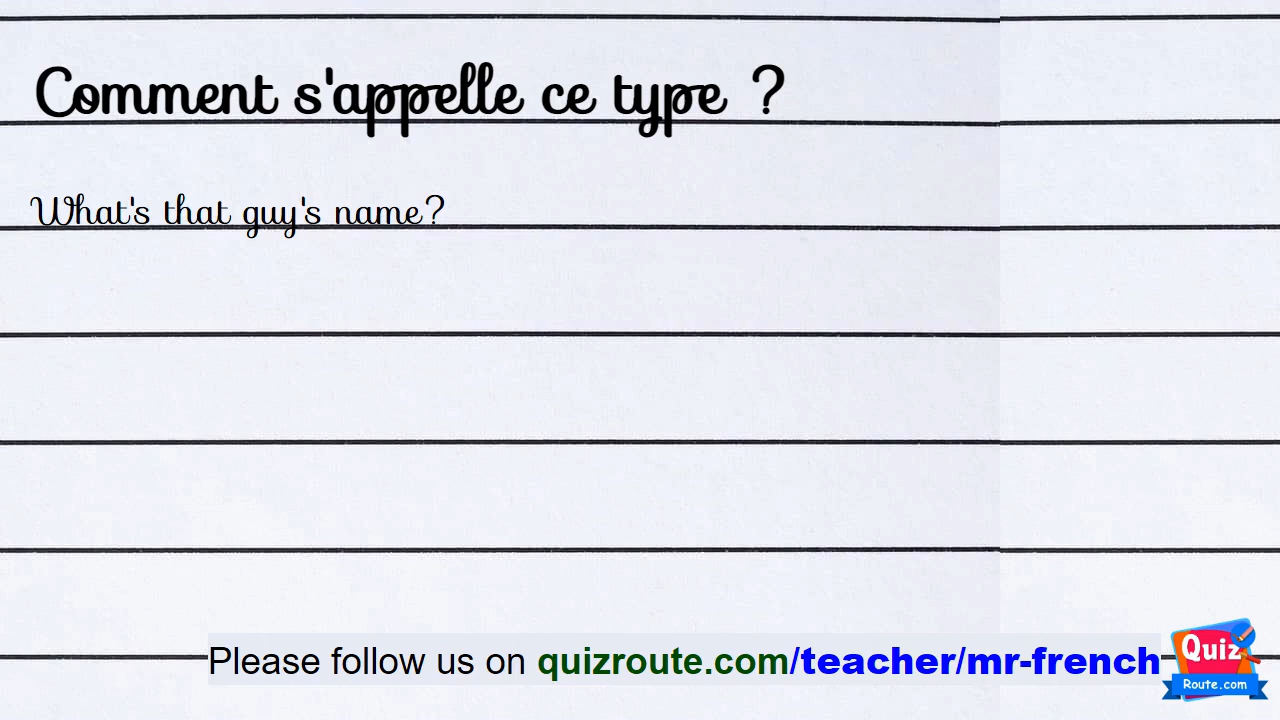 Comment s'appelle ce type ?
What's that guy's name?
Please follow us on quizroute.com/teacher/mr-french
Quiz
Route.com